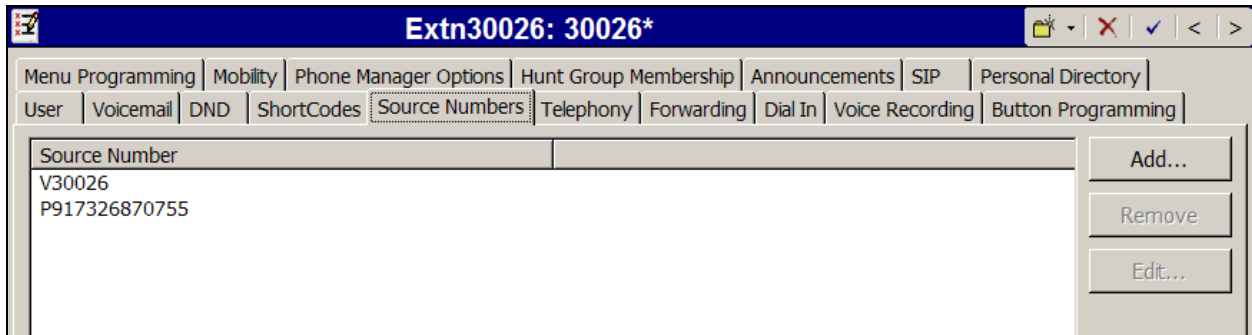 Extn30026: 30026*
< >
Menu Programming Mobility Phone Manager Options Hunt Group Membership Announcements SIP Personal Directory
User Voicemail DND ShortCodes Source Numbers Telephony Forwarding Dial In Voice Recording Button Programming
Source Number
Add...
V30026
P917326870755
Remove
Edit...